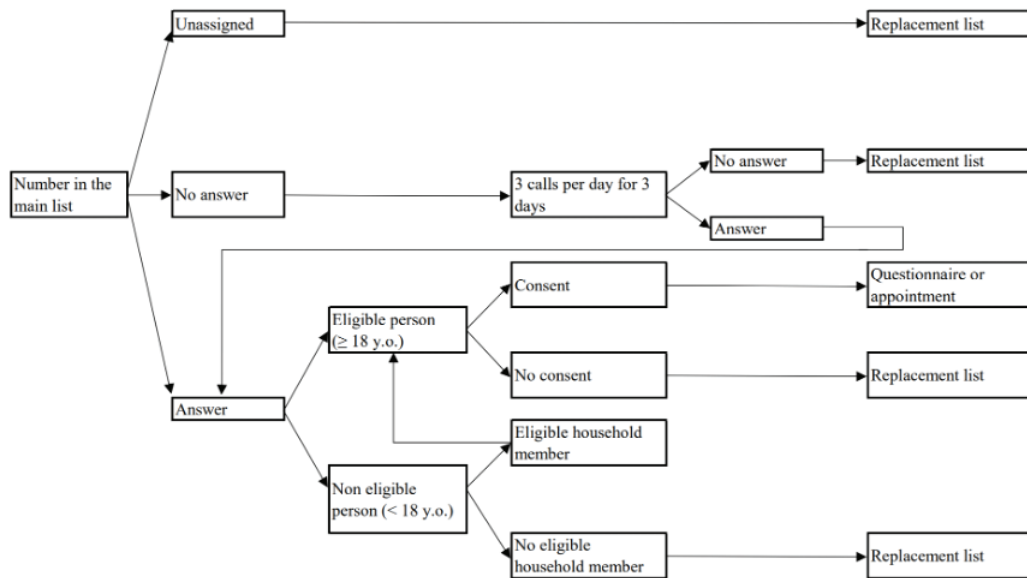 Unassigned
Replacement list
Number in the
main list
No answer
3 calls per day for 3
days
No answer
Replacement list
Answer
Consent
Questionnaire or
appointment
Eligible person
(≥ 18 y.o.)
No consent
Replacement list
Answer
Eligible household
member
Non eligible
person (< 18 y.o.)
No eligible
household member
Replacement list